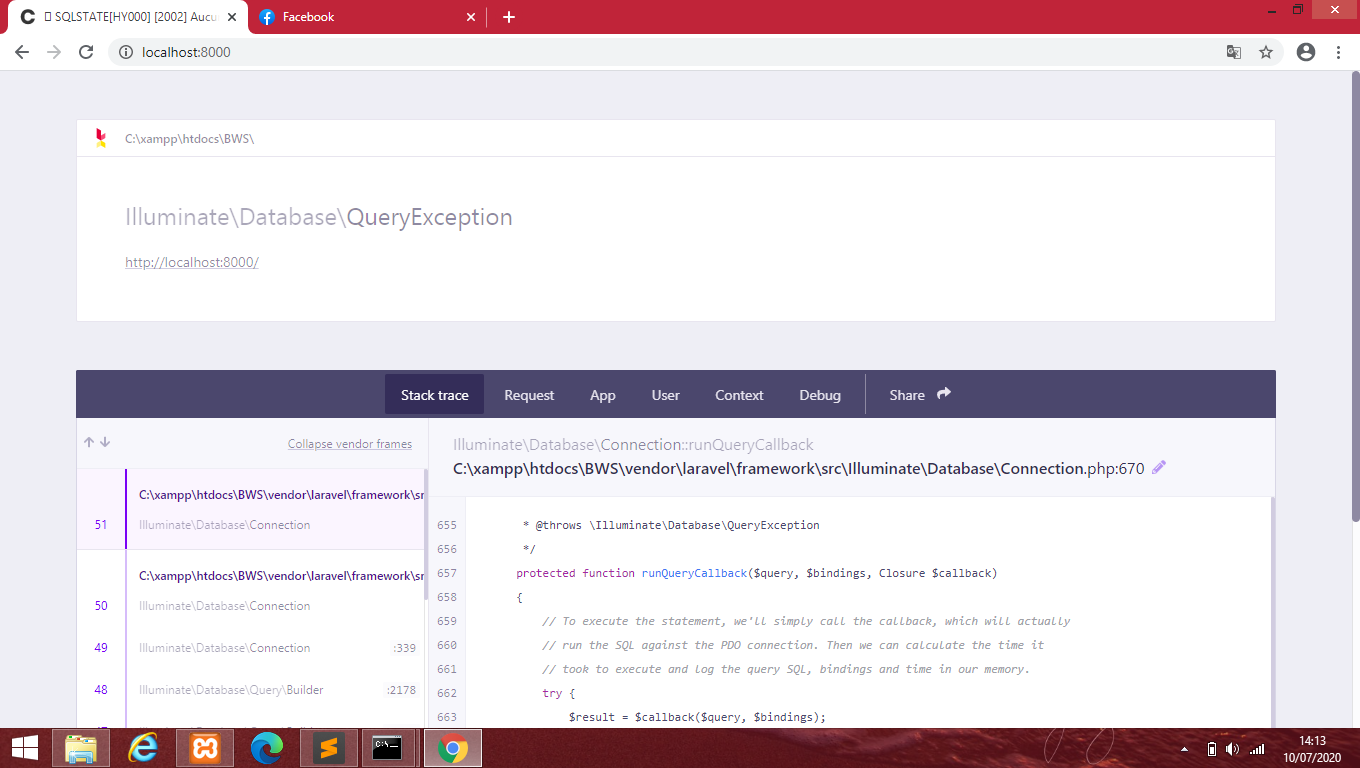 SQLSTATE[HY000] [2002] Aucu
Facebook
localhost:8000
C:\xampp\htdocs\BWS\
Illuminate\Database\QueryException
http://localhost:8000/
Stack trace Request App User Context Debug Share
Collapse vendor frames
C:\xampp\htdocs\BWS\vendor\laravel\framework\sr
51 Illuminate\Database\Connection
C:\xampp\htdocs\BWS\vendor\laravel\framework\sr
50 Illuminate\Database\Connection
49 Illuminate\Database\Connection :339
48 Illuminate\Database\Query\Builder :2178
Illuminate\Database\Connection::runQueryCallback
C:\xampp\htdocs\BWS\vendor\laravel\framework\src\Illuminate\Database\Connection.php:670
655 * @throws \Illuminate\Database\QueryException
656 */
657 protected function runQueryCallback($query, $bindings, Closure $callback)
658 {
659 // To execute the statement, we'll simply call the callback, which will actually
660 // run the SQL against the PDO connection. Then we can calculate the time it
661 // took to execute and log the query SQL, bindings and time in our memory.
662 try {
663 $result = $callback($query, $bindings);
14:13
10/07/2020